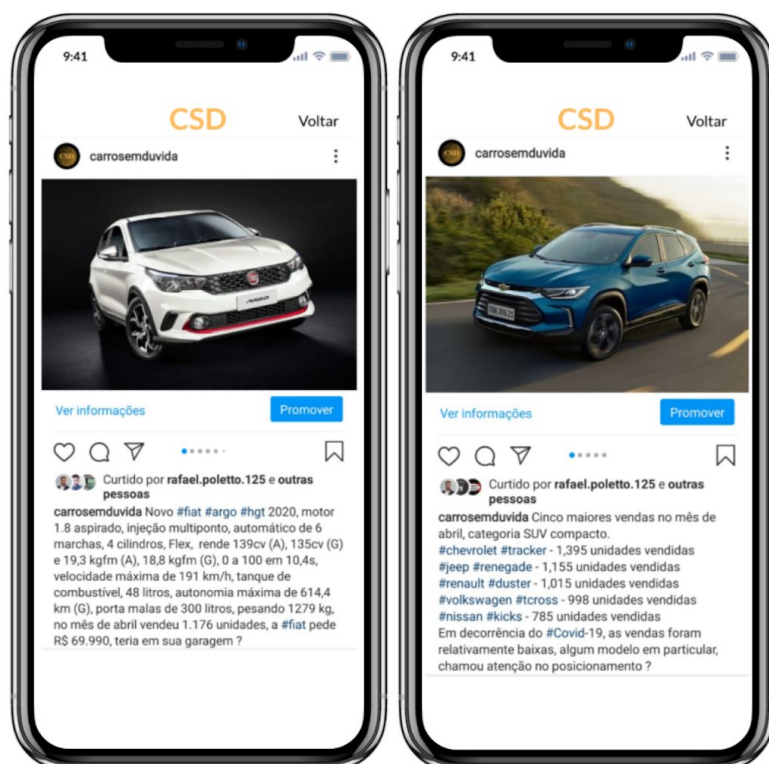 9:41
CSD
Voltar
CSD
carrosemduvida
ARGO
Ver informações
Promover
Curtido por rafael.poletto.125 e outras
pessoas
carrosemduvida Novo #fiat #argo #hgt 2020, motor
1.8 aspirado, injeção multiponto, automático de 6
marchas, 4 cilindros, Flex, rende 139cv (A), 135cv (G)
e 19,3 kgfm (A), 18,8 kgfm (G), 0 a 100 em 10,4s,
velocidade máxima de 191 km/h, tanque de
combustível, 48 litros, autonomia máxima de 614,4
km (G), porta malas de 300 litros, pesando 1279 kg,
no mês de abril vendeu 1.176 unidades, a #fiat pede
R$ 69.990, teria em sua garagem ?
9:41
CSD
Voltar
CSD
carrosemduvida
Ver informações
Promover
Curtido por rafael.poletto.125 e outras
pessoas
carrosemduvida Cinco maiores vendas no mês de
abril, categoria SUV compacto.
#chevrolet #tracker - 1,395 unidades vendidas
#jeep #renegade - 1,155 unidades vendidas
#renault #duster - 1,015 unidades vendidas
#volkswagen #tcross - 998 unidades vendidas
#nissan #kicks - 785 unidades vendidas
Em decorrência do #Covid-19, as vendas foram
relativamente baixas, algum modelo em particular,
chamou atenção no posicionamento ?